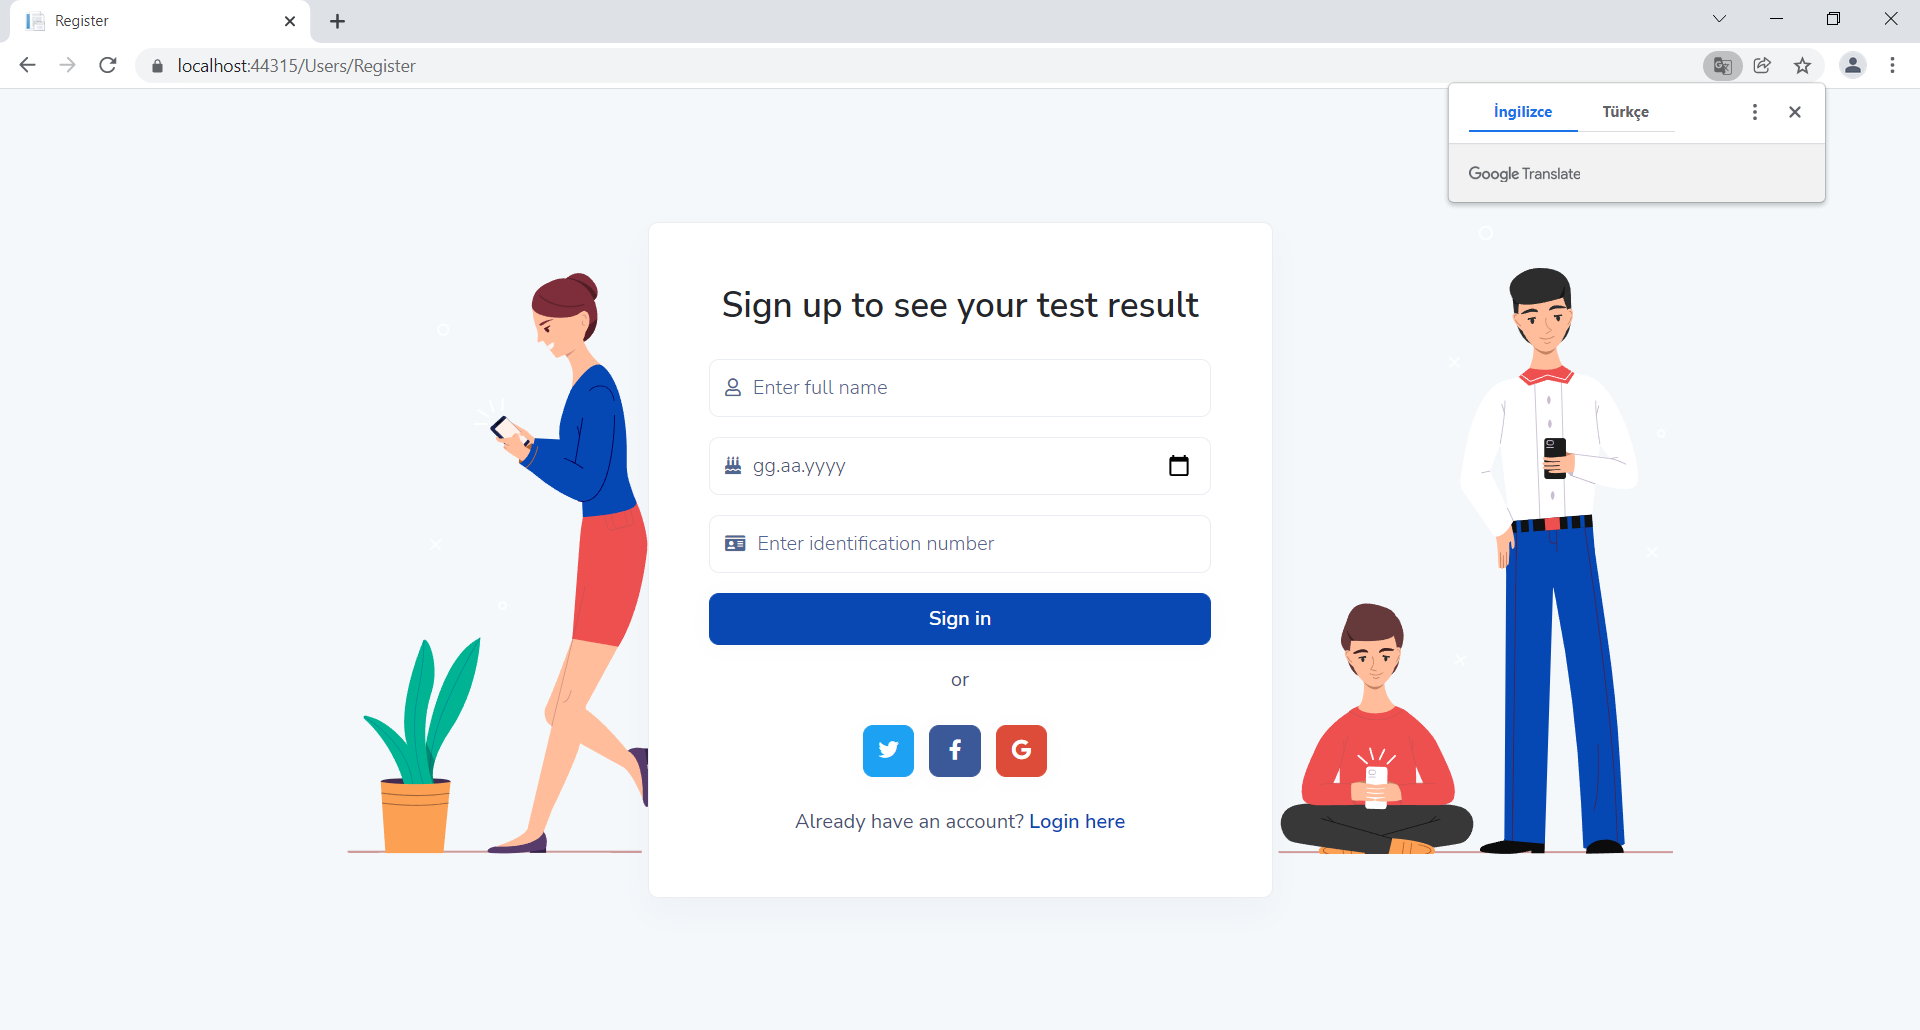 Register
localhost:44315/Users/Register
İngilizce Türkçe
Google Translate
Sign up to see your test result
Enter full name
gg.aa.yyyy
Enter identification number
Sign in
or
Already have an account? Login here